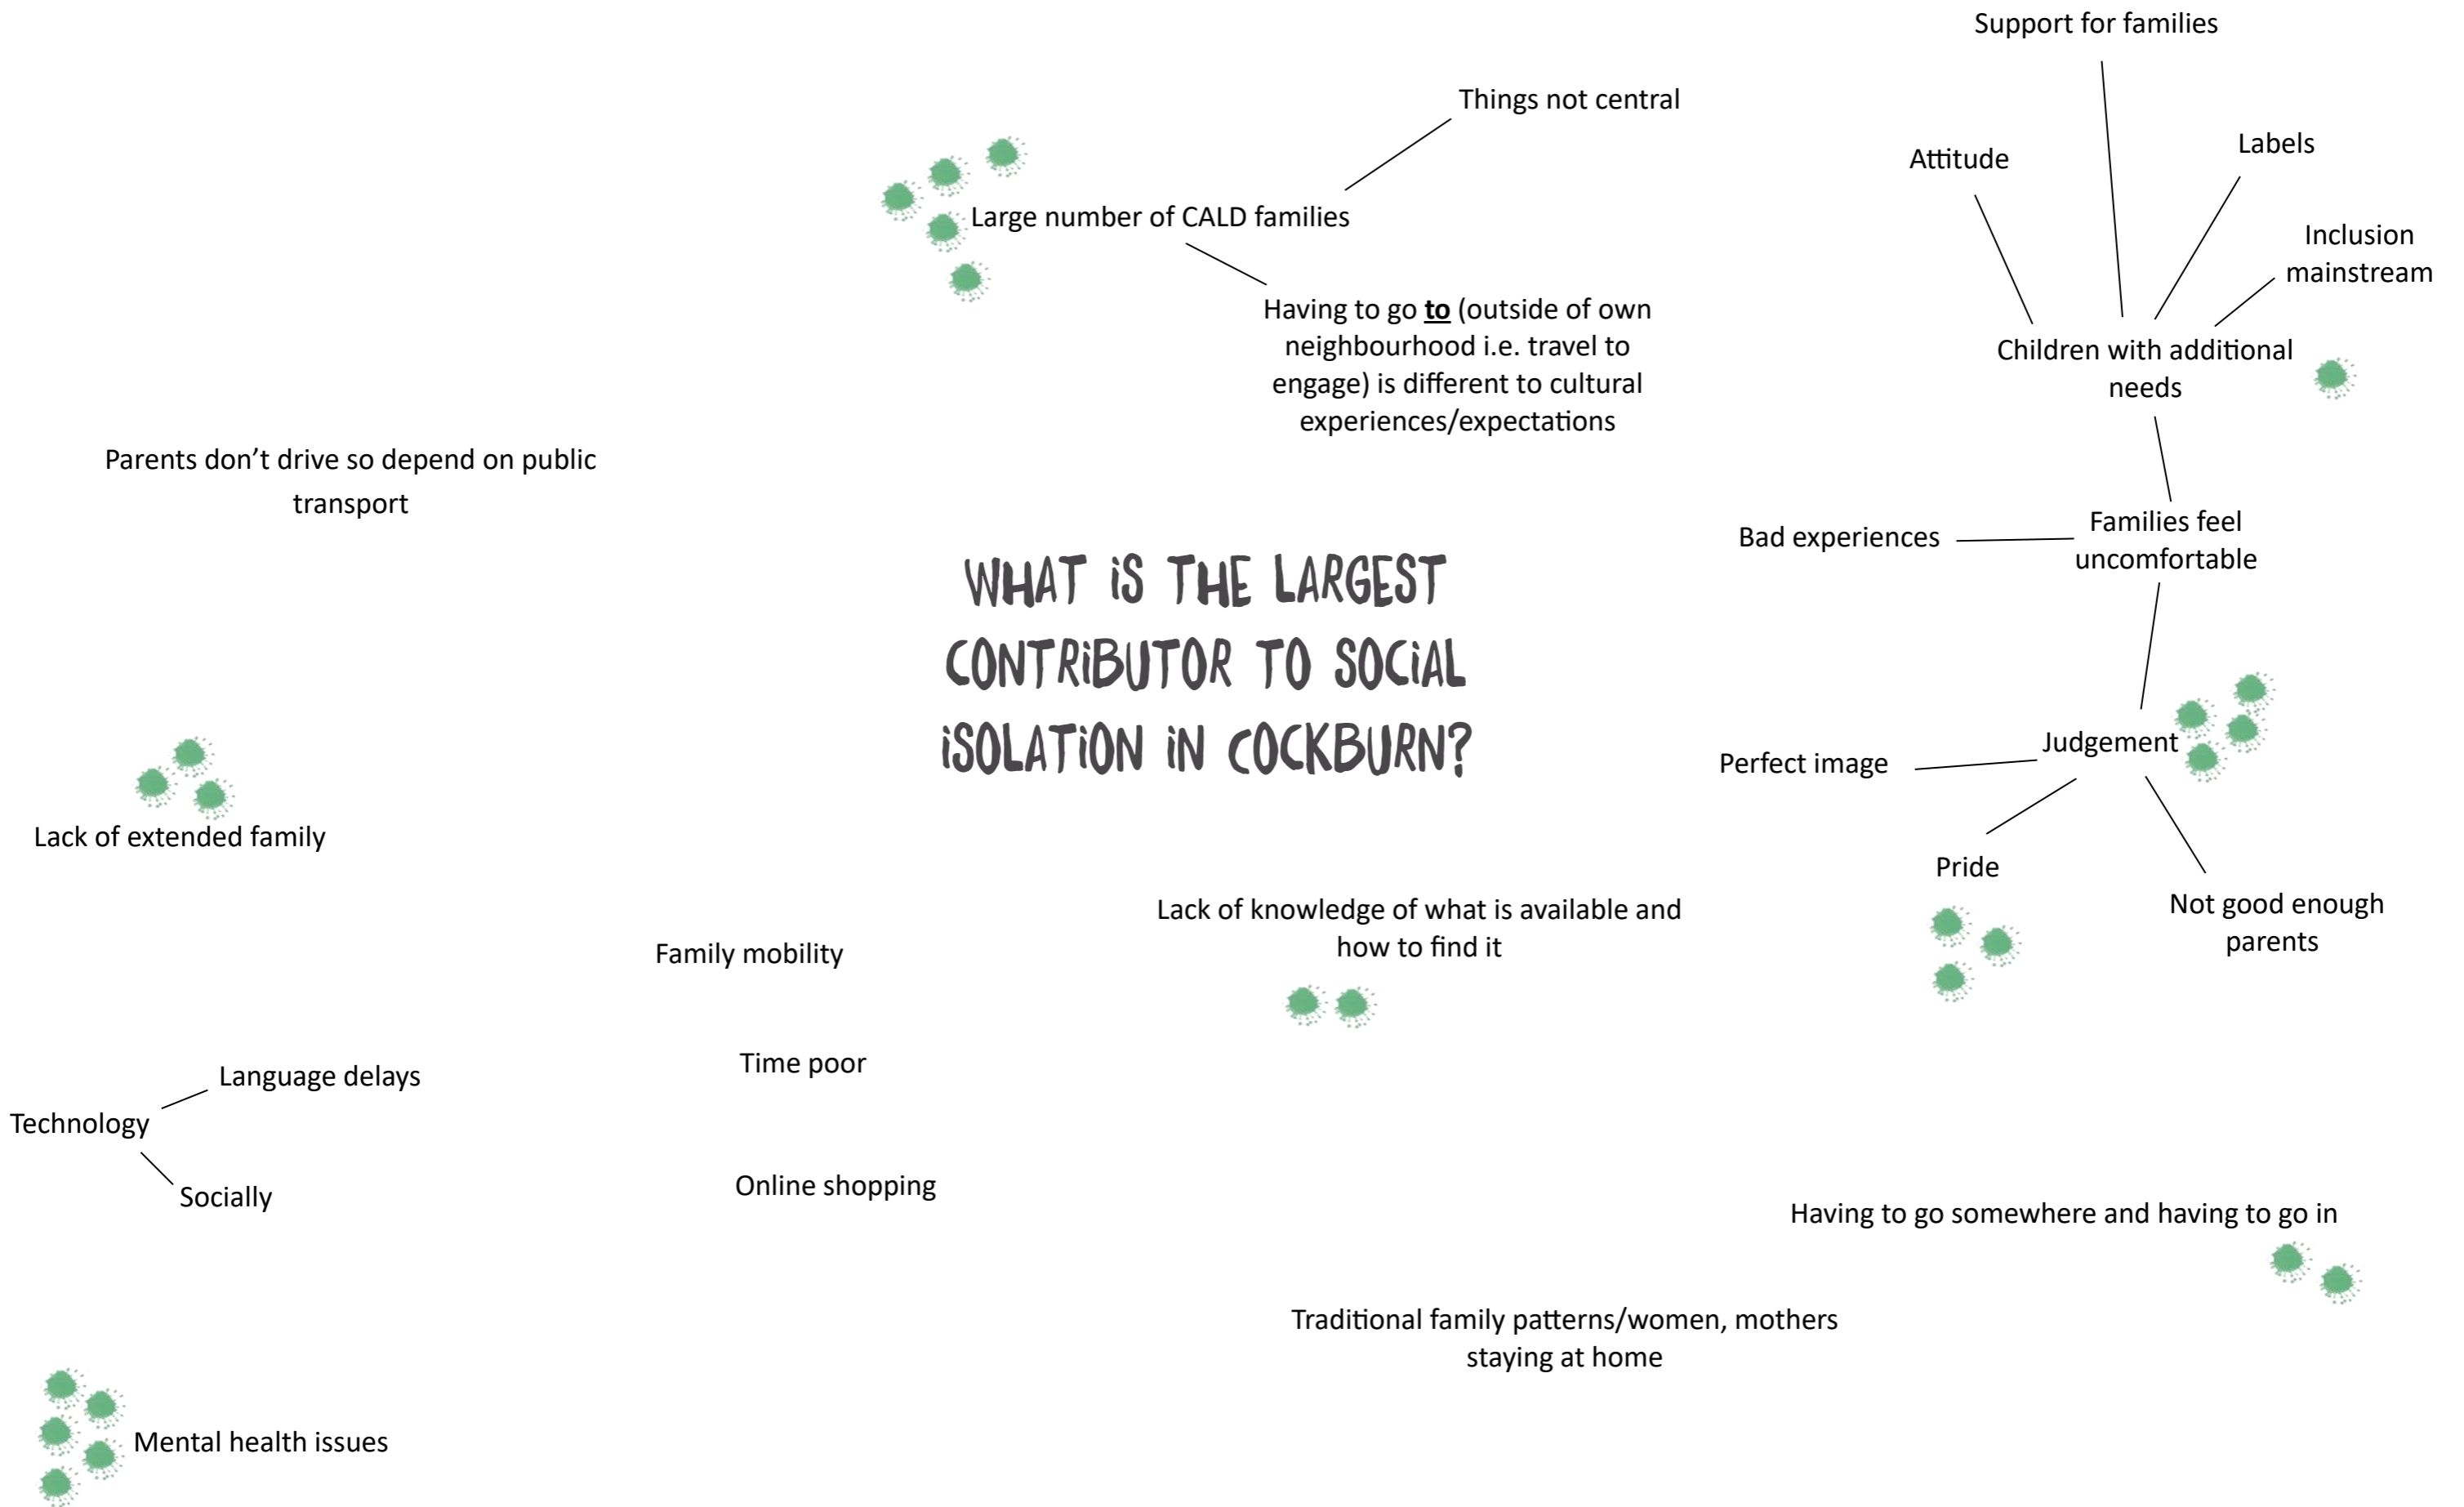 Support for families
Things not central
Labels
Attitude
Large number of CALD families
Inclusion
mainstream
Having to go to (outside of own
neighbourhood i.e. travel to
engage) is different to cultural
experiences/expectations
Children with additional
needs
Parents don’t drive so depend on public
transport
Bad experiences
Families feel
uncomfortable
WHAT iS THE LARGEST
CONTRiBUTOR TO SOCiAL
iSOLATiON iN COCKBURN?
Judgement
Perfect image
Lack of extended family
Pride
Not good enough
parents
Lack of knowledge of what is available and
how to find it
Family mobility
Time poor
Language delays
Technology
Socially
Online shopping
Having to go somewhere and having to go in
Traditional family patterns/women, mothers
staying at home
Mental health issues